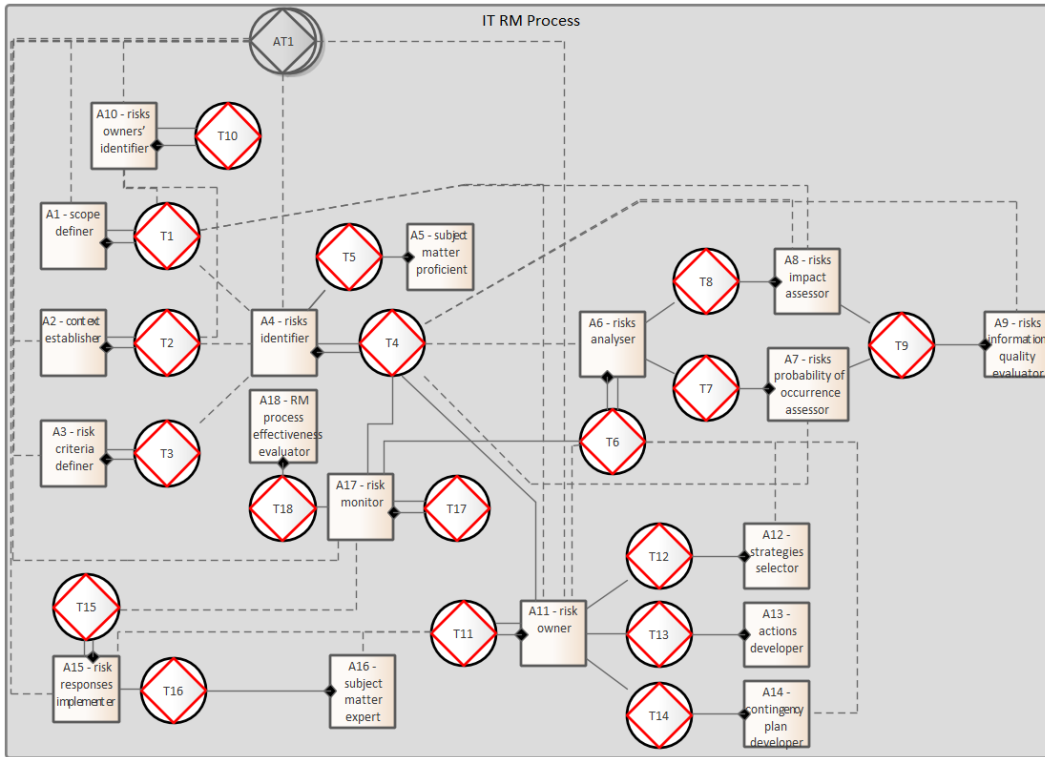 IT RM Process
AT1
A10 - risks
owners'
identifier
T10
A1 - scope
definer
T1
T5
A5 - subject
matter
proficient
T8
A8 - risks
impact
assessor
A2 - context
establisher
T2
A4 - risks
identifier
T4
A6 - risks
analyser
T9
A9 - risks
information
quality
evaluator
T7
A7 - risks
probability of
occurrence
assessor
A3 - risk
criteria
definer
T3
A18 - RM
process
effectiveness
evaluator
T6
T18
A17 - risk
monitor
T17
T12
A12 -
strategies
selector
T15
T11
A11 - risk
owner
T13
A13 -
actions
developer
A15 - risk
responses
implementer
T16
A16 -
subject
matter
expert
T14
A14 -
contingency
plan
developer